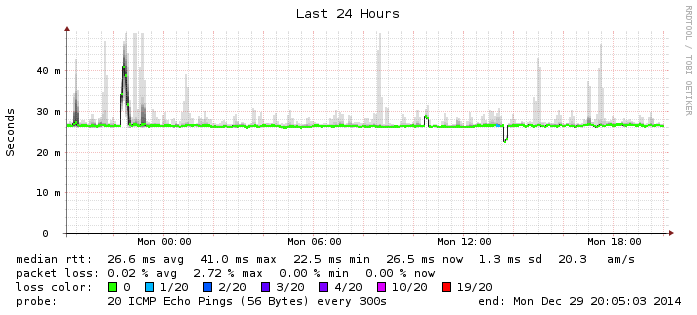 Last 24 Hours
RRDTOOL / TOBI OETIKER
Seconds
40 m
30 m
20 m
10 m
0
Mon 00:00 Mon 06:00 Mon 12:00 Mon 18:00
median rtt: 26.6 ms avg 41.0 ms max 22.5 ms min 26.5 ms now 1.3 ms sd 20.3 am/s
packet loss: 0.02 % avg 2.72 % max 0.00 % min 0.00 % now
loss color: 0 1/20 2/20 3/20 4/20 10/20 19/20
probe: 20 ICMP Echo Pings (56 Bytes) every 300s end: Mon Dec 29 20:05:03 2014